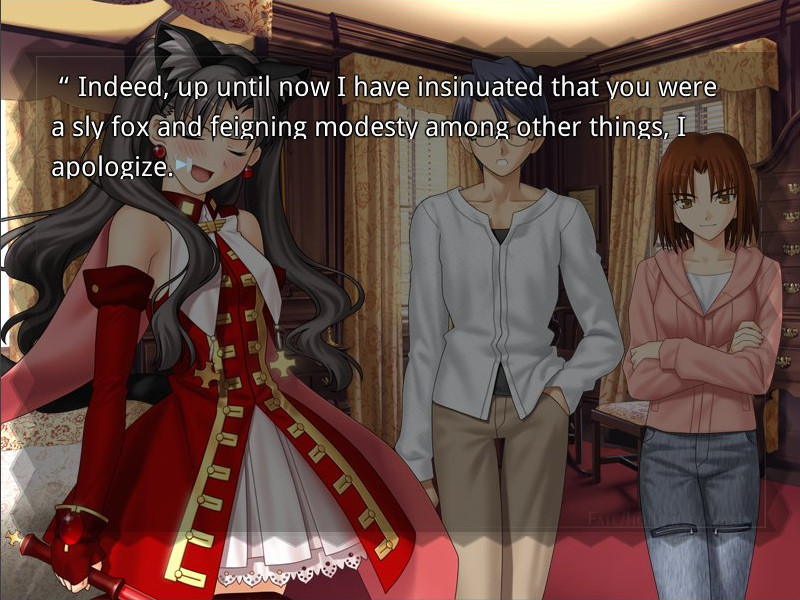 “ Indeed, up until now I have insinuated that you were
a sly fox and feigning modesty among other things, I
apologize.